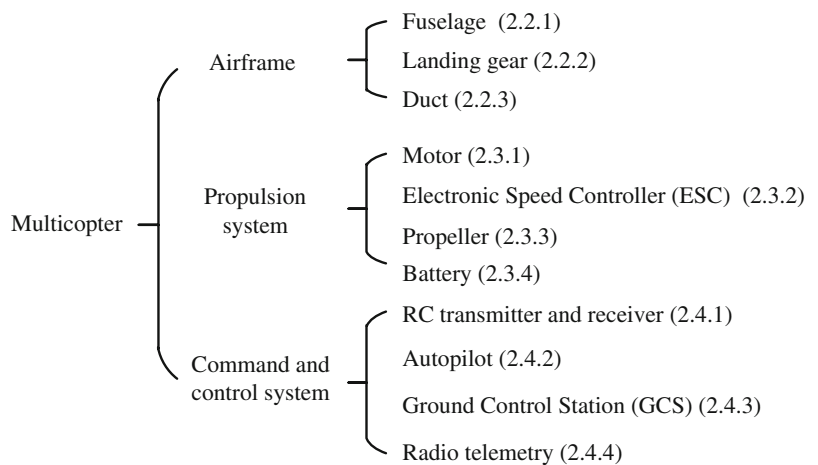 Multicopter
Airframe
Fuselage (2.2.1)
Landing gear (2.2.2)
Duct (2.2.3)
Propulsion
system
Motor (2.3.1)
Electronic Speed Controller (ESC) (2.3.2)
Propeller (2.3.3)
Battery (2.3.4)
Command and
control system
RC transmitter and receiver (2.4.1)
Autopilot (2.4.2)
Ground Control Station (GCS) (2.4.3)
Radio telemetry (2.4.4)